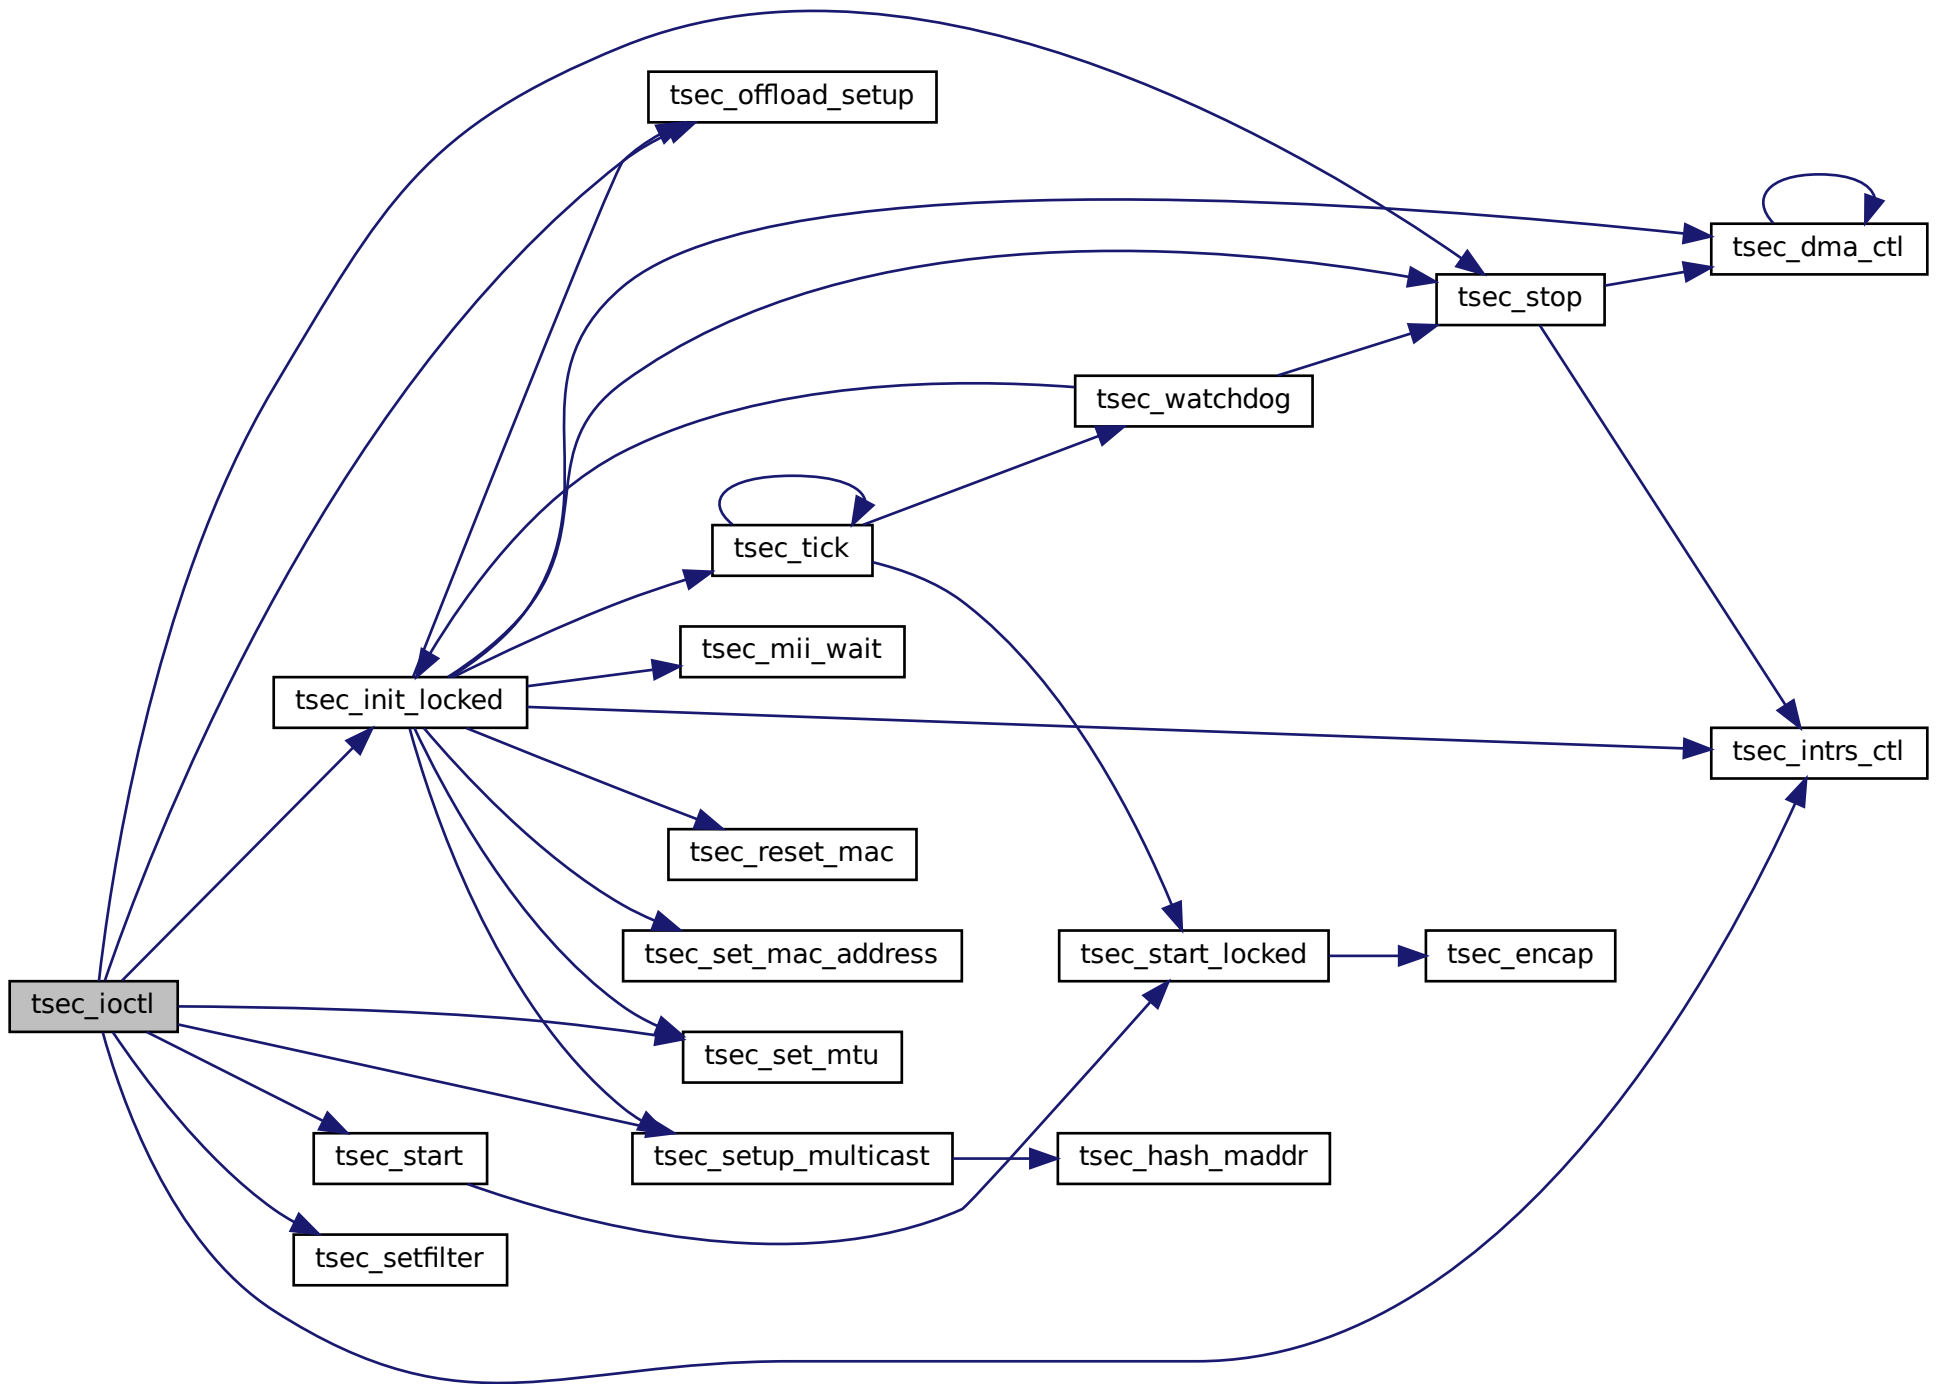 tsec_offload_setup
tsec_dma_ctl
tsec_stop
tsec_watchdog
tsec_tick
tsec_mii_wait
tsec_init_locked
tsec_intrs_ctl
tsec_reset_mac
tsec_set_mac_address
tsec_start_locked
tsec_encap
tsec_ioctl
tsec_set_mtu
tsec_start
tsec_setup_multicast
tsec_hash_maddr
tsec_setfilter